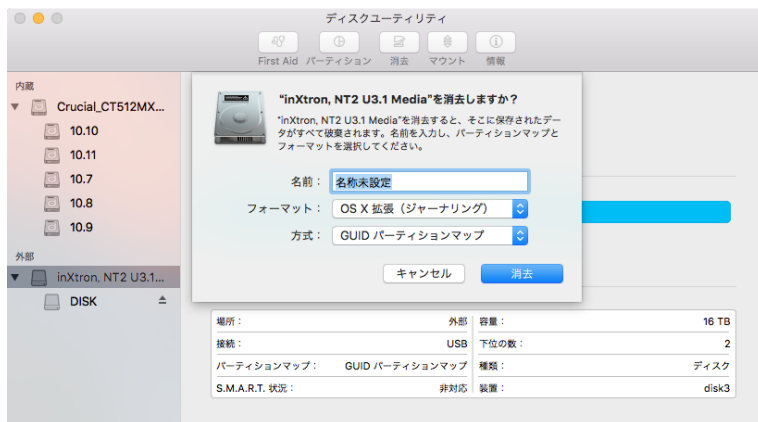 ディスクユーティリティ
First Aid パーティション 消去 マウント 情報
内蔵
Crucial_CT512MX...
10.10
10.11
10.7
10.8
10.9
外部
inXtron, NT2 U3.1...
DISK
"inXtron, NT2 U3.1 Media"を消去しますか？
"inXtron, NT2 U3.1 Media"を消去すると、そこに保存されたデー
タがすべて破棄されます。名前を入力し、パーティションマップと
フォーマットを選択してください。
名前： 名称未設定
フォーマット： OS X 拡張（ジャーナリング）
方式： GUID パーティションマップ
キャンセル 消去
場所： 外部 容量： 16 TB
接続： USB 下位の数： 2
パーティションマップ： GUID パーティションマップ 種類： ディスク
S.M.A.R.T. 状況： 非対応 装置： disk3